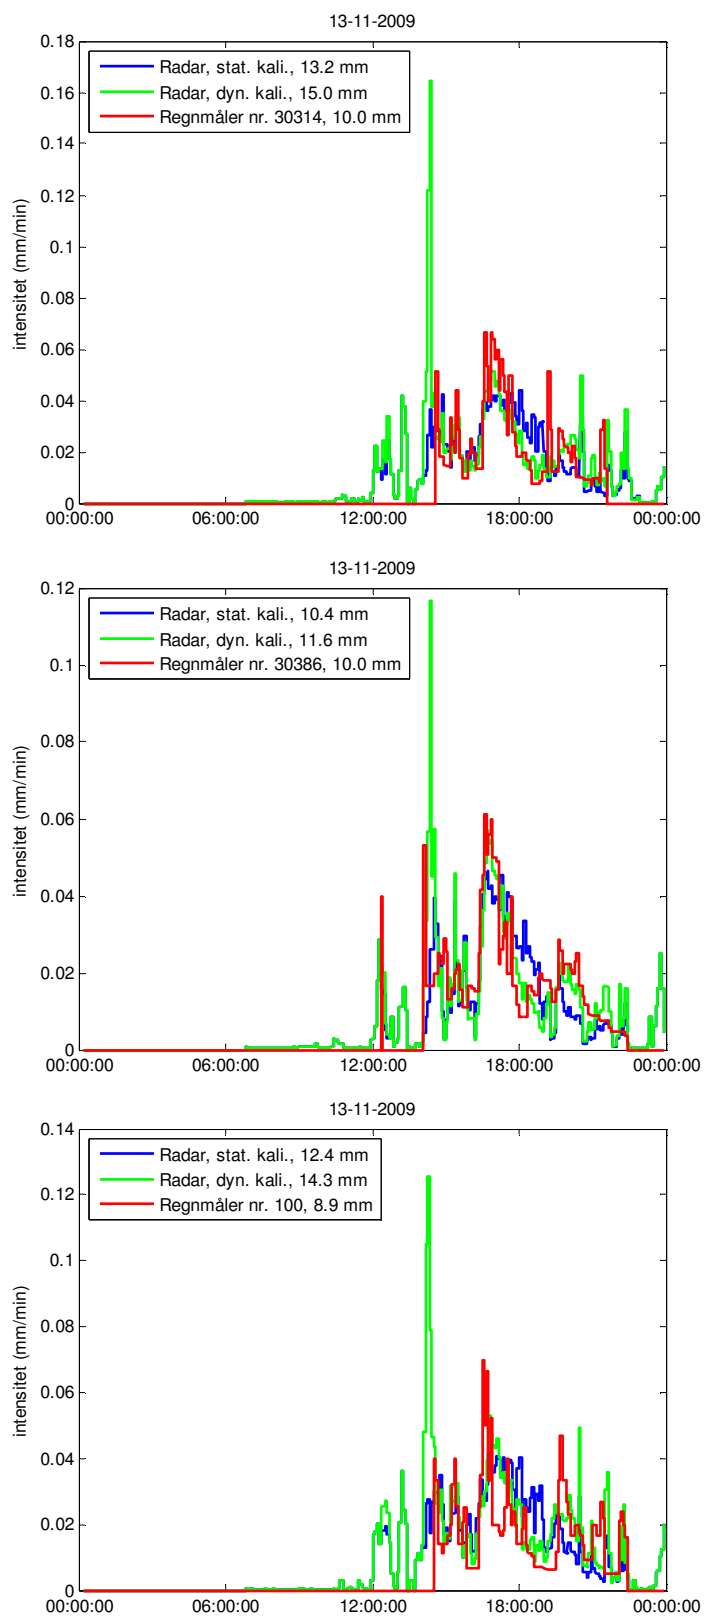 13-11-2009
0.18
0.16
0.14
0.12
0.1
0.08
0.06
0.04
0.02
0
intensitet (mm/min)
Radar, stat. kali., 13.2 mm
Radar, dyn. kali., 15.0 mm
Regnmåler nr. 30314, 10.0 mm
00:00:00 06:00:00 12:00:00 18:00:00 00:00:00
13-11-2009
0.12
0.1
0.08
0.06
0.04
0.02
0
intensitet (mm/min)
Radar, stat. kali., 10.4 mm
Radar, dyn. kali., 11.6 mm
Regnmåler nr. 30386, 10.0 mm
00:00:00 06:00:00 12:00:00 18:00:00 00:00:00
13-11-2009
0.14
0.12
0.1
0.08
0.06
0.04
0.02
0
intensitet (mm/min)
Radar, stat. kali., 12.4 mm
Radar, dyn. kali., 14.3 mm
Regnmåler nr. 100, 8.9 mm
00:00:00 06:00:00 12:00:00 18:00:00 00:00:00